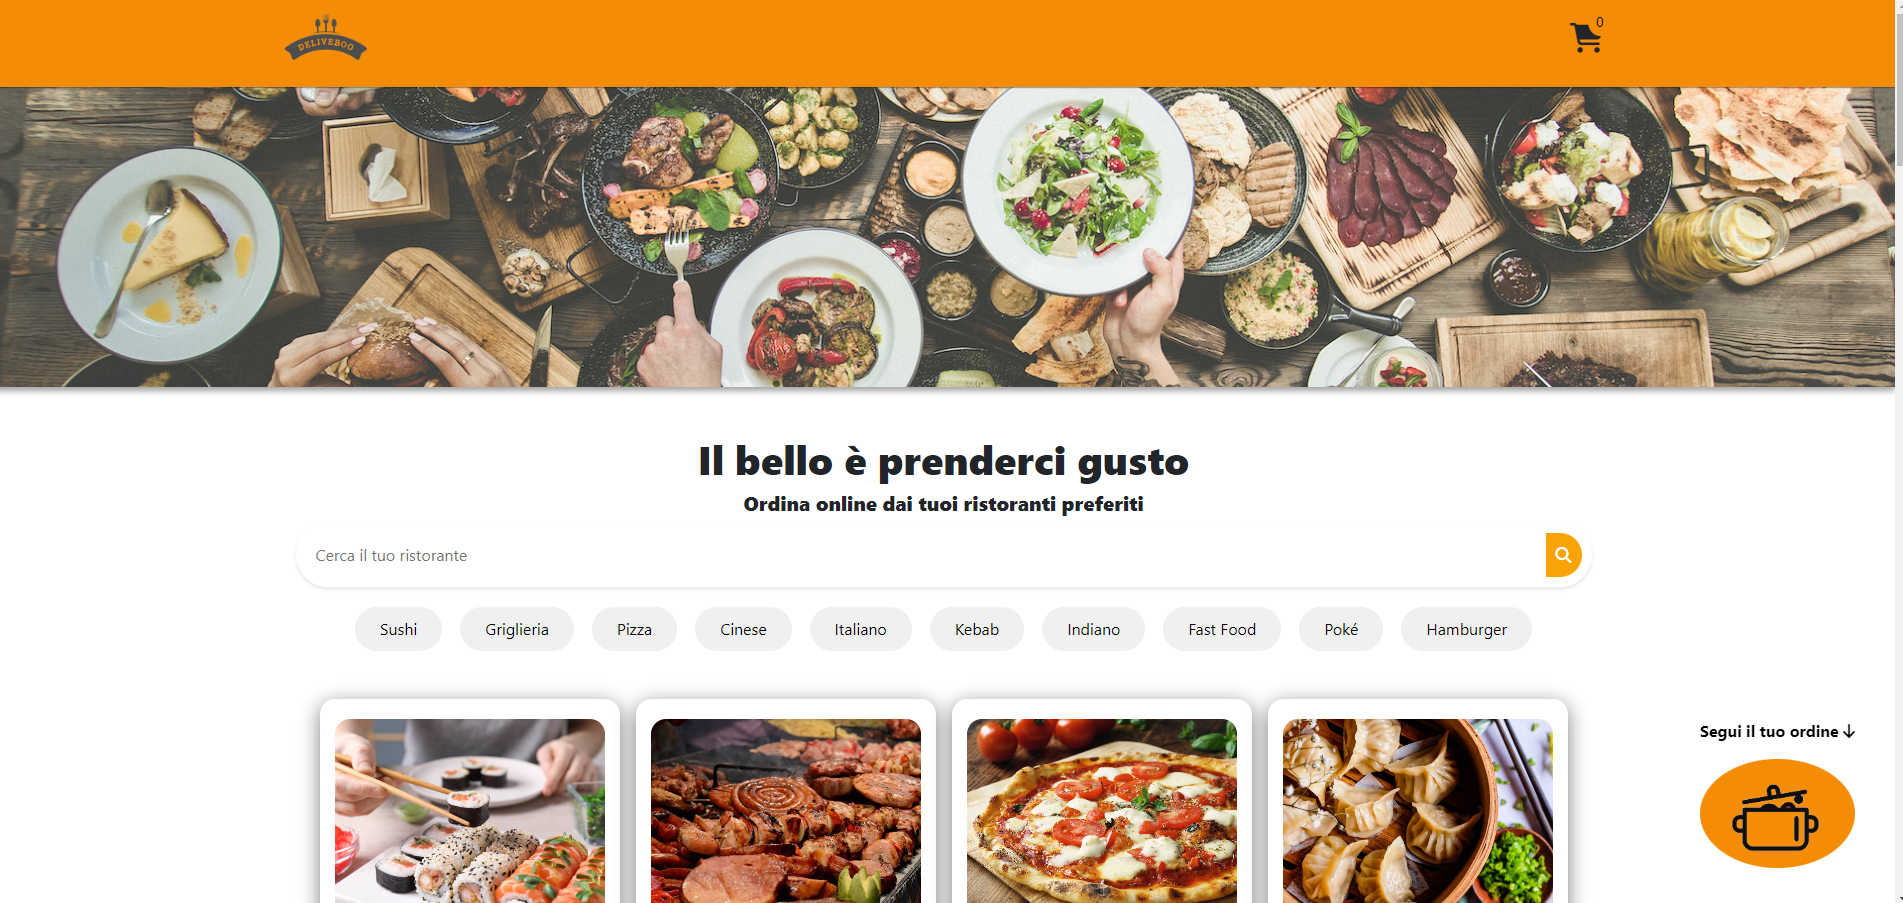 DELIVEBOO
0
Il bello è prenderci gusto
Ordina online dai tuoi ristoranti preferiti
Cerca il tuo ristorante
Sushi Griglieria Pizza Cinese Italiano Kebab Indiano Fast Food Poké Hamburger
Segui il tuo ordine ↓